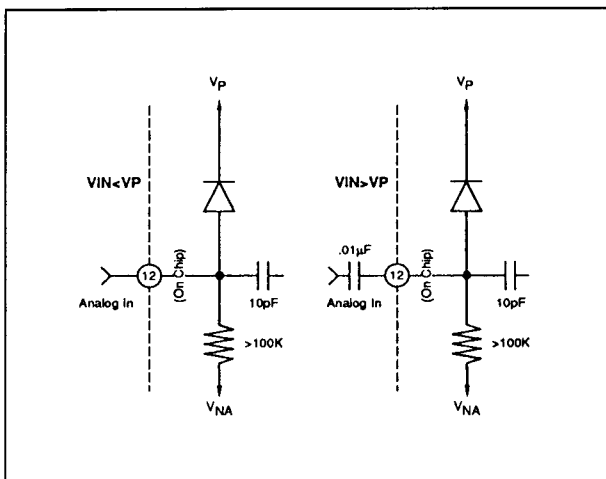 VP
VIN<VP
12
(On Chip)
Analog In
10pF
>100K
VNA
VP
VIN>VP
.01µF
12
(On Chip)
Analog In
10pF
>100K
VNA